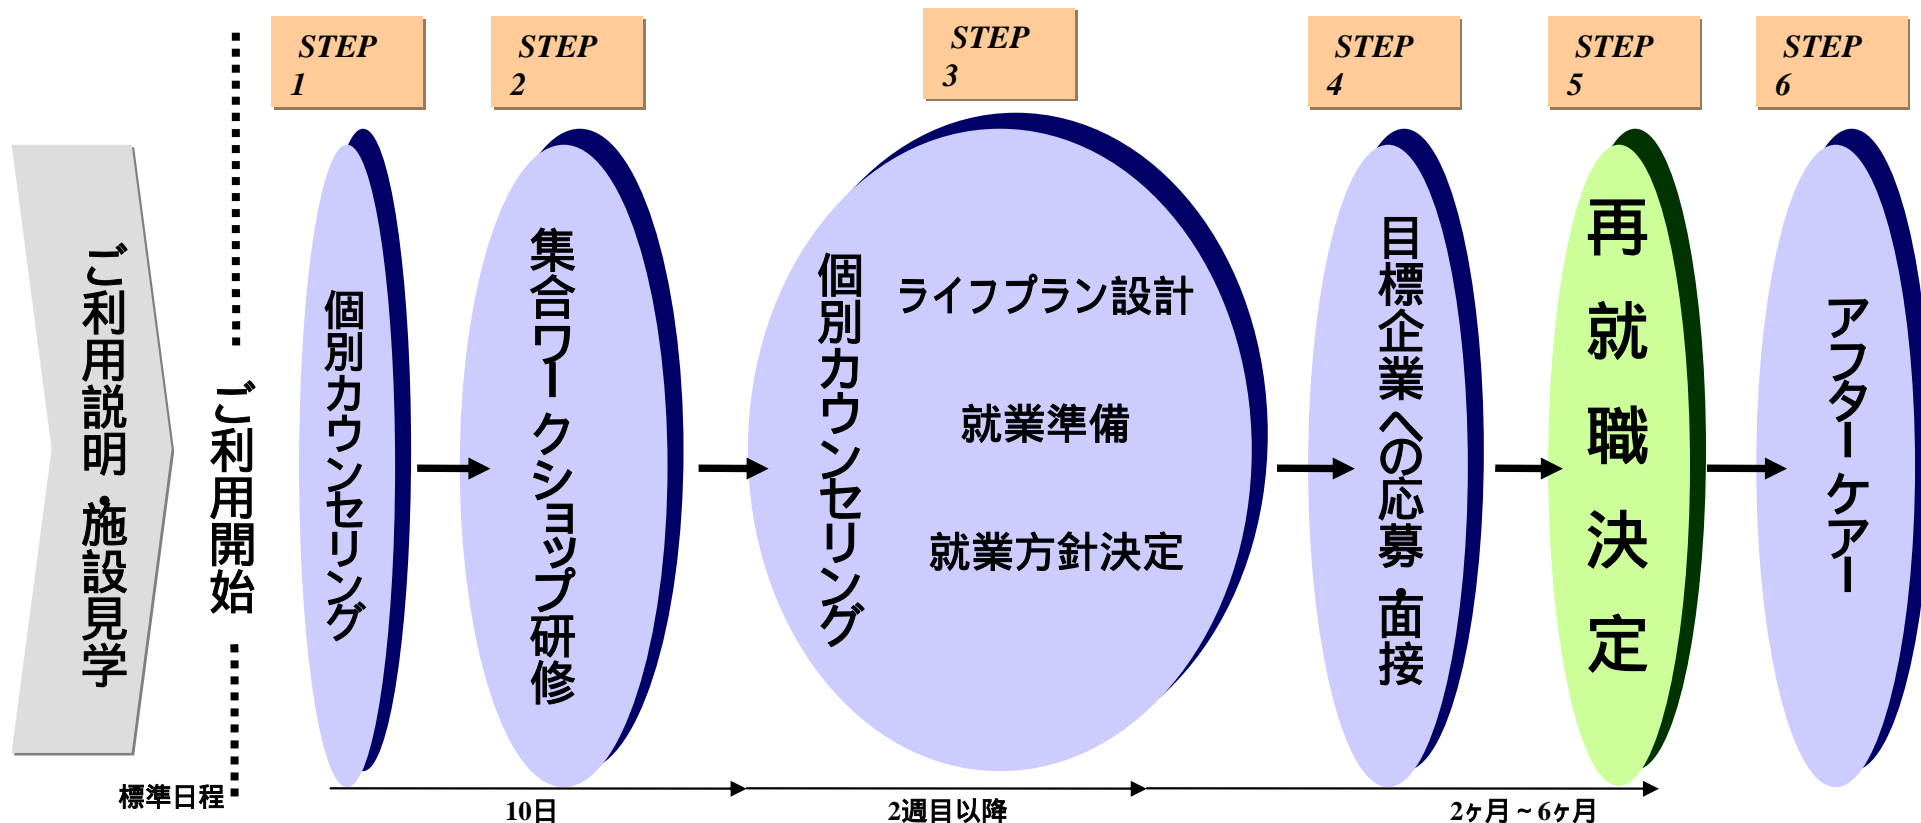 ご利用説明・施設見学
ご利用開始
STEP
1
個別カウンセリング
STEP
2
集合ワークショップ研修
STEP
3
個別カウンセリング
ライフプラン設計
就業準備
就業方針決定
STEP
4
目標企業への応募・面接
STEP
5
再就職決定
STEP
6
アフターケアー
標準日程
10日
2週目以降
2ヶ月~6ヶ月